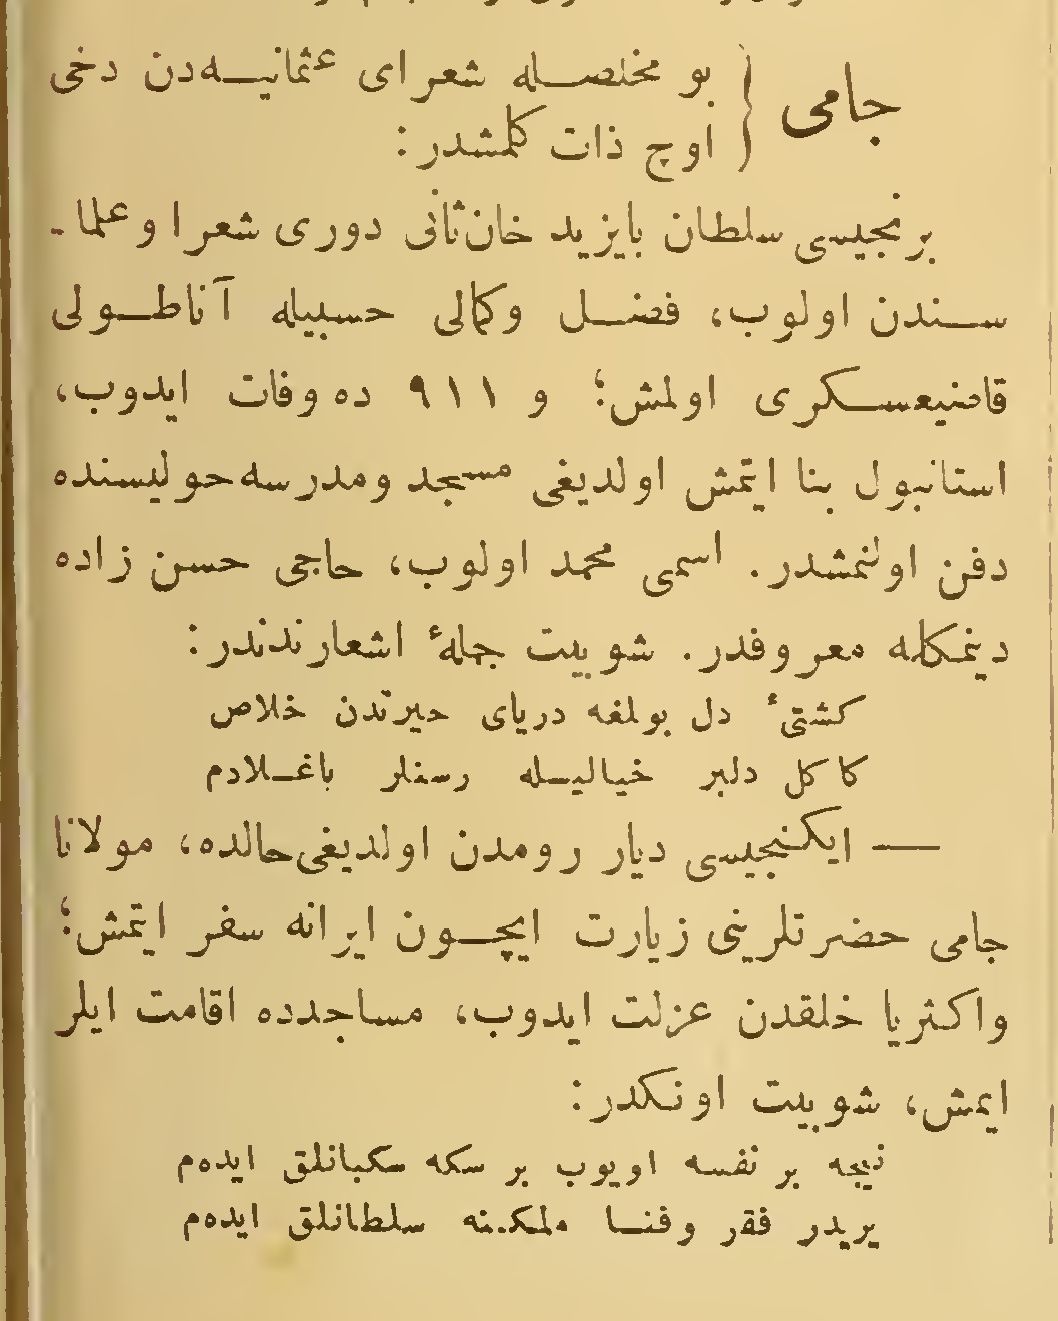 جامی } بو مخلصله شعرای عثمانیه‌دن دخی
اوچ ذات کلمشدر:
برنجیسی سلطان بایزید خان ثانی دوری شعرا وعلما-
سندن اولوب، فضل وکمالی حسبیله آناطولی
قاضیعسکری اولمش؛ و ٩١١ ده وفات ایدوب،
استانبول بنا ایتمش اولدیغی مسجد ومدرسه حولیسنده
دفن اولنمشدر. اسمی محمد اولوب، حاجی حسن زاده
دیمکله معروفدر. شو بیت جملهٔ اشعارندندر:
کشتیٔ دل بولمغه دریای حیرتدن خلاص
کاکل دلبر خیالیله رسنلر باغلادم
— ایکنجیسی دیار رومدن اولدیغی حالده، مولانا
جامی حضرتلرینی زیارت ایچون ایرانه سفر ایتمش؛
واکثریا خلقدن عزلت ایدوب، مساجدده اقامت ایلر
ایمش، شو بیت اونکدر:
نیجه بر نفسه اویوب بر سکه سکبانلق ایده‌م
یریدر فقر وفنا ملکنه سلطانلق ایده‌م